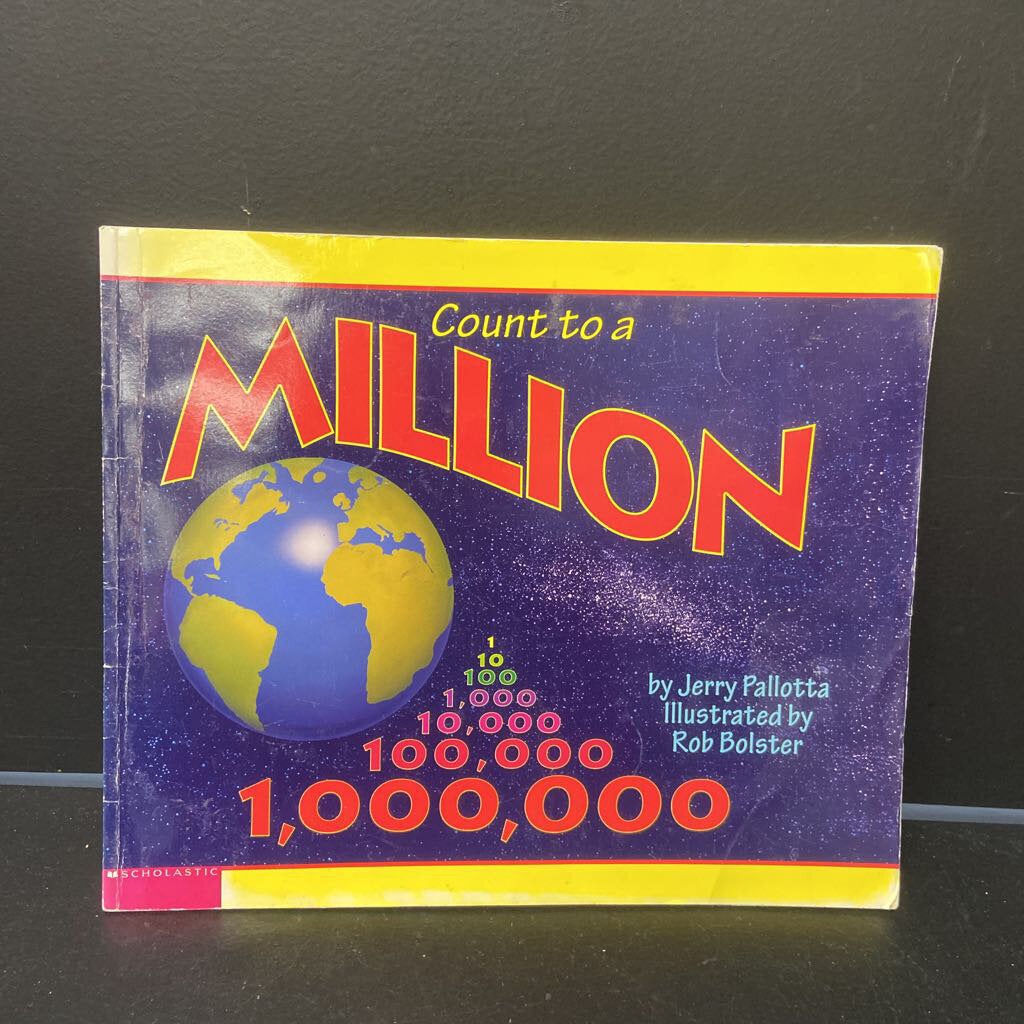 Count to a
MILLION
1
10
100
1,000
10,000
100,000
1,000,000
by Jerry Pallotta
Illustrated by
Rob Bolster
SCHOLASTIC